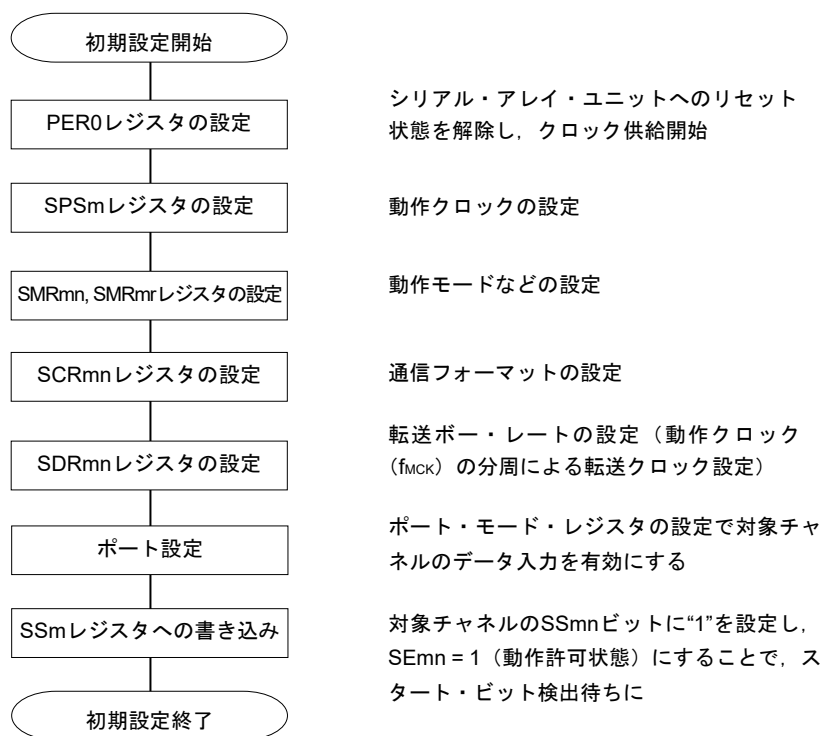 初期設定開始
PER0レジスタの設定
シリアル・アレイ・ユニットへのリセット
状態を解除し，クロック供給開始
SPSmレジスタの設定
動作クロックの設定
SMRmn, SMRmrレジスタの設定
動作モードなどの設定
SCRmnレジスタの設定
通信フォーマットの設定
SDRmnレジスタの設定
転送ボー・レートの設定（動作クロック
（fMCK）の分周による転送クロック設定）
ポート設定
ポート・モード・レジスタの設定で対象チャ
ネルのデータ入力を有効にする
SSmレジスタへの書き込み
対象チャネルのSSmnビットに“1”を設定し，
SEmn = 1（動作許可状態）にすることで，ス
タート・ビット検出待ちに
初期設定終了